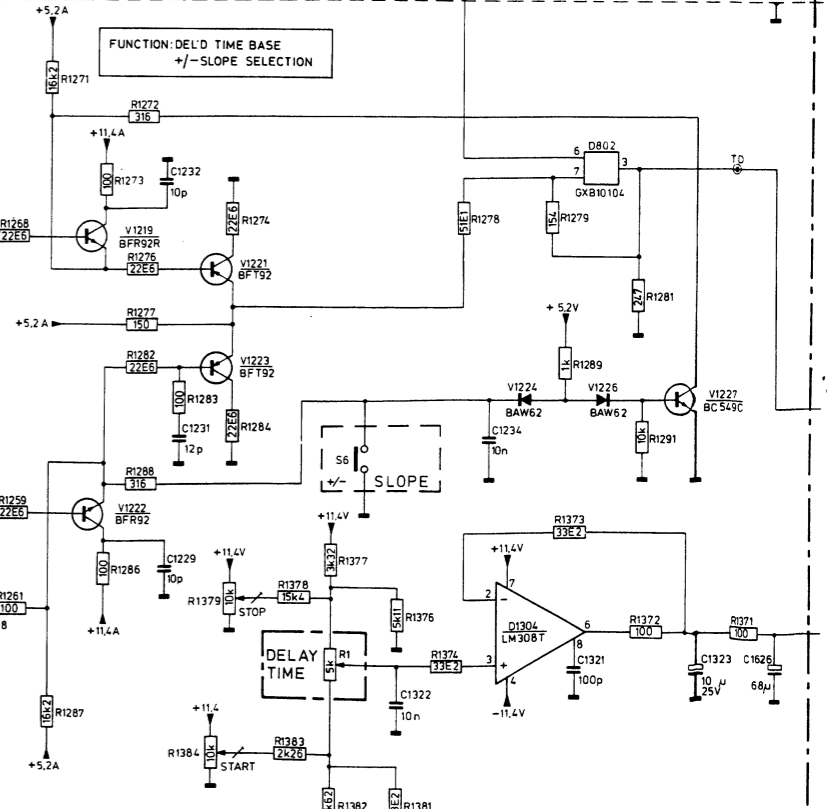 +5,2A
FUNCTION: DEL'D TIME BASE
+/- SLOPE SELECTION
16k2
R1271
R1272
316
+11,4A
100
R1273
C1232
10p
D802
6
7
3
GXB10104
TD
R1268
22E6
V1219
BFR92R
22E6
R1274
51E1
R1278
154
R1279
R1276
22E6
V1221
BFT92
247
R1281
+5,2A
R1277
150
+ 5,2V
R1282
22E6
V1223
BFT92
1k
R1289
100
R1283
V1224
BAW62
V1226
BAW62
V1227
BC549C
C1231
12p
22E6
R1284
C1234
10n
10k
R1291
S6
+/-
SLOPE
R1288
316
R1259
22E6
V1222
BFR92
+11,4V
R1373
33E2
100
R1286
C1229
10p
3k32
R1377
+11,4V
+11,4V
R1261
100
8
R1379
10k
STOP
R1378
15k4
5k11
R1376
2
7
D1304
LM308T
6
R1372
100
R1371
100
+11,4A
DELAY
TIME
5k
R1
R1374
33E2
3
4
8
C1321
100p
C1323
10 µ
25V
C1626
68µ
C1322
10n
-11,4V
16k2
R1287
+11,4
R1384
10k
START
R1383
2k26
+5,2A
k62
R1382
3E2
R1381